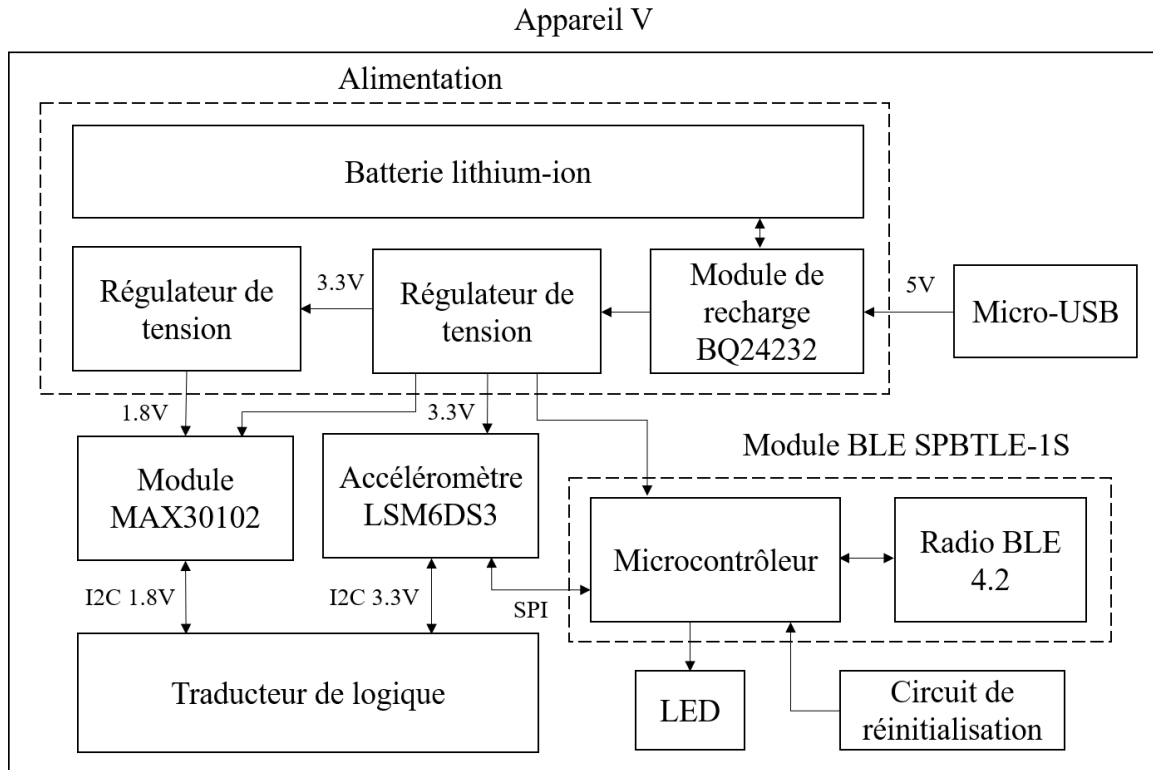 Appareil V
Alimentation
Batterie lithium-ion
Régulateur de
tension
3.3V
Régulateur de
tension
Module de
recharge
BQ24232
5V
Micro-USB
1.8V
3.3V
Module
MAX30102
Accéléromètre
LSM6DS3
Module BLE SPBTLE-1S
Microcontrôleur
Radio BLE
4.2
I2C 1.8V
I2C 3.3V
SPI
Traducteur de logique
LED
Circuit de
réinitialisation